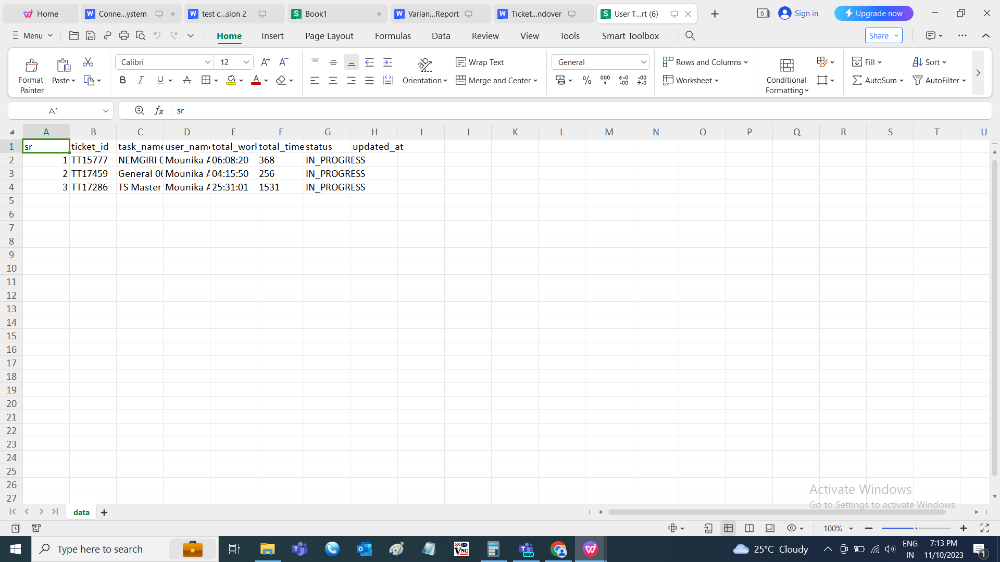 Home
Conne...ystem
test c...sion 2
Book1
Varian...Report
Ticket...ndover
User T...rt (6)
6
Sign in
Upgrade now
Menu
Home
Insert
Page Layout
Formulas
Data
Review
View
Tools
Smart Toolbox
Share
Format Painter
Paste
Calibri
12
Orientation
Wrap Text
Merge and Center
General
Rows and Columns
Worksheet
Conditional Formatting
Fill
Sort
AutoSum
AutoFilter
A1
fx
sr
A B C D E F G H I J K L M N O P Q R S T U
1 sr ticket_id task_name user_name total_work total_time status updated_at
2 1 TT15777 NEMGIRI 0 Mounika A 06:08:20 368 IN_PROGRESS
3 2 TT17459 General 06 Mounika A 04:15:50 256 IN_PROGRESS
4 3 TT17286 TS Master Mounika A 25:31:01 1531 IN_PROGRESS
5
6
7
8
9
10
11
12
13
14
15
16
17
18
19
20
21
22
23
24
25
26
27
Activate Windows
Go to Settings to activate Windows.
data
100%
Type here to search
25°C Cloudy
ENG
IN
7:13 PM
11/10/2023
1